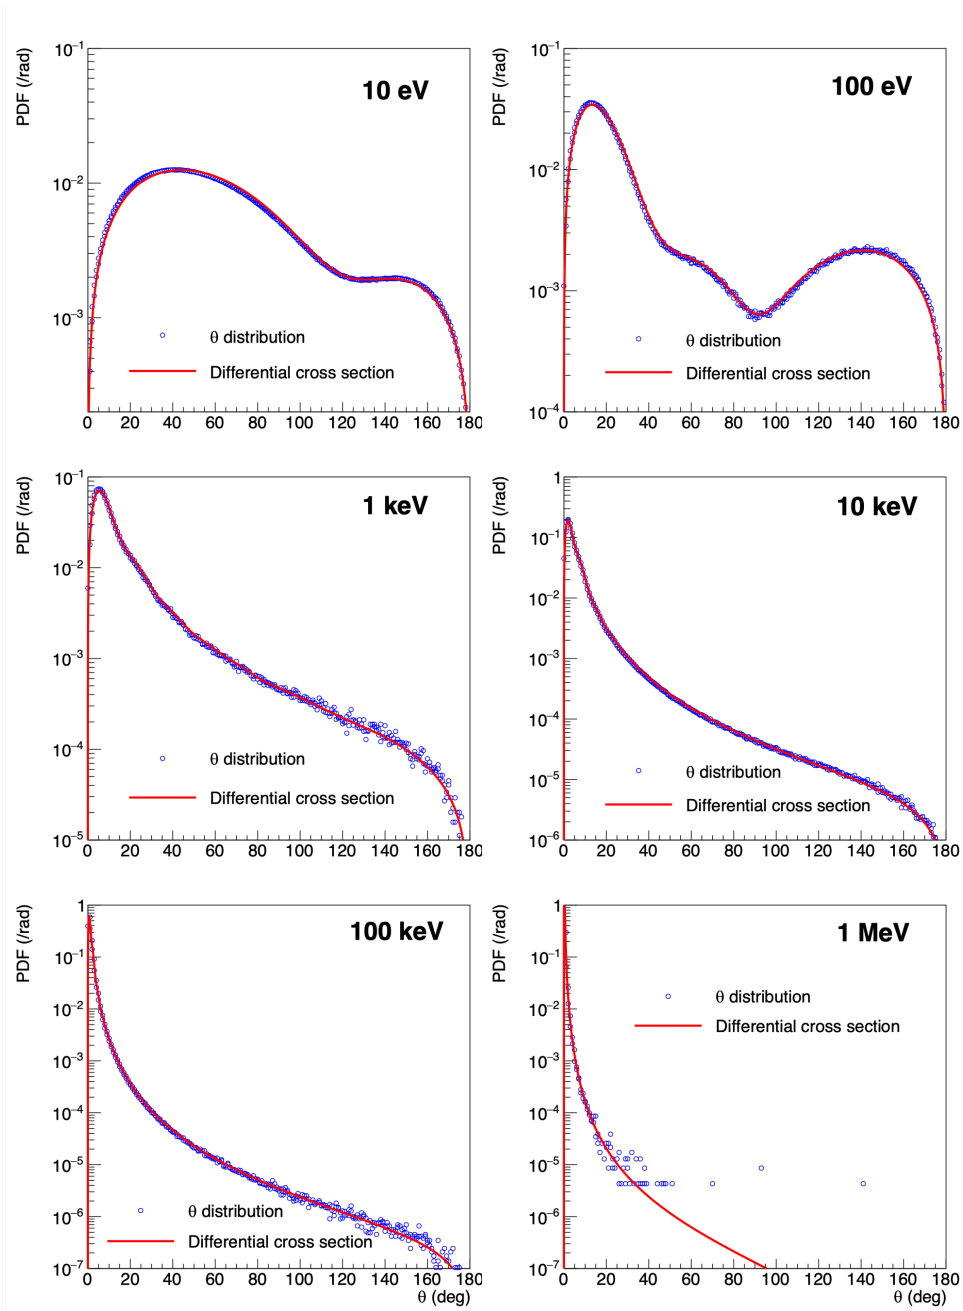 PDF (/rad)
10 eV
10⁻¹
10⁻²
10⁻³
θ distribution
Differential cross section
0 20 40 60 80 100 120 140 160 180
PDF (/rad)
100 eV
10⁻¹
10⁻²
10⁻³
10⁻⁴
θ distribution
Differential cross section
0 20 40 60 80 100 120 140 160 180
PDF (/rad)
1 keV
10⁻¹
10⁻²
10⁻³
10⁻⁴
10⁻⁵
θ distribution
Differential cross section
0 20 40 60 80 100 120 140 160 180
PDF (/rad)
10 keV
1
10⁻¹
10⁻²
10⁻³
10⁻⁴
10⁻⁵
10⁻⁶
θ distribution
Differential cross section
0 20 40 60 80 100 120 140 160 180
PDF (/rad)
100 keV
1
10⁻¹
10⁻²
10⁻³
10⁻⁴
10⁻⁵
10⁻⁶
10⁻⁷
θ distribution
Differential cross section
0 20 40 60 80 100 120 140 160 180
θ (deg)
PDF (/rad)
1 MeV
1
10⁻¹
10⁻²
10⁻³
10⁻⁴
10⁻⁵
10⁻⁶
10⁻⁷
θ distribution
Differential cross section
0 20 40 60 80 100 120 140 160 180
θ (deg)